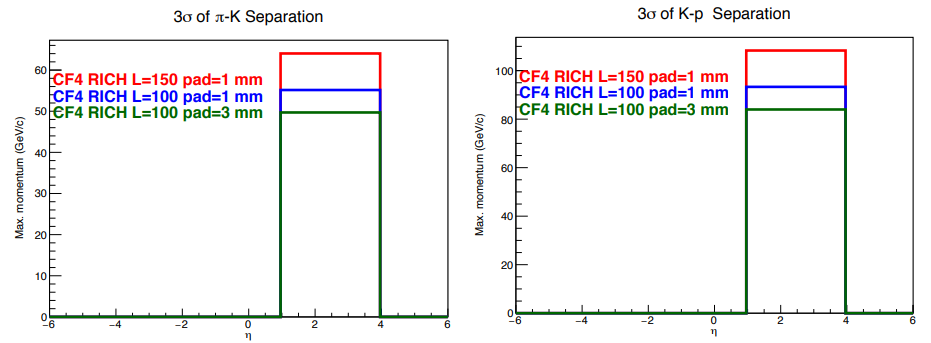 3σ of π-K Separation
Max. momentum (GeV/c)
60
50
40
30
20
10
0
CF4 RICH L=150 pad=1 mm
CF4 RICH L=100 pad=1 mm
CF4 RICH L=100 pad=3 mm
−6 −4 −2 0 2 4 6
η
3σ of K-p Separation
Max. momentum (GeV/c)
100
80
60
40
20
0
CF4 RICH L=150 pad=1 mm
CF4 RICH L=100 pad=1 mm
CF4 RICH L=100 pad=3 mm
−6 −4 −2 0 2 4 6
η